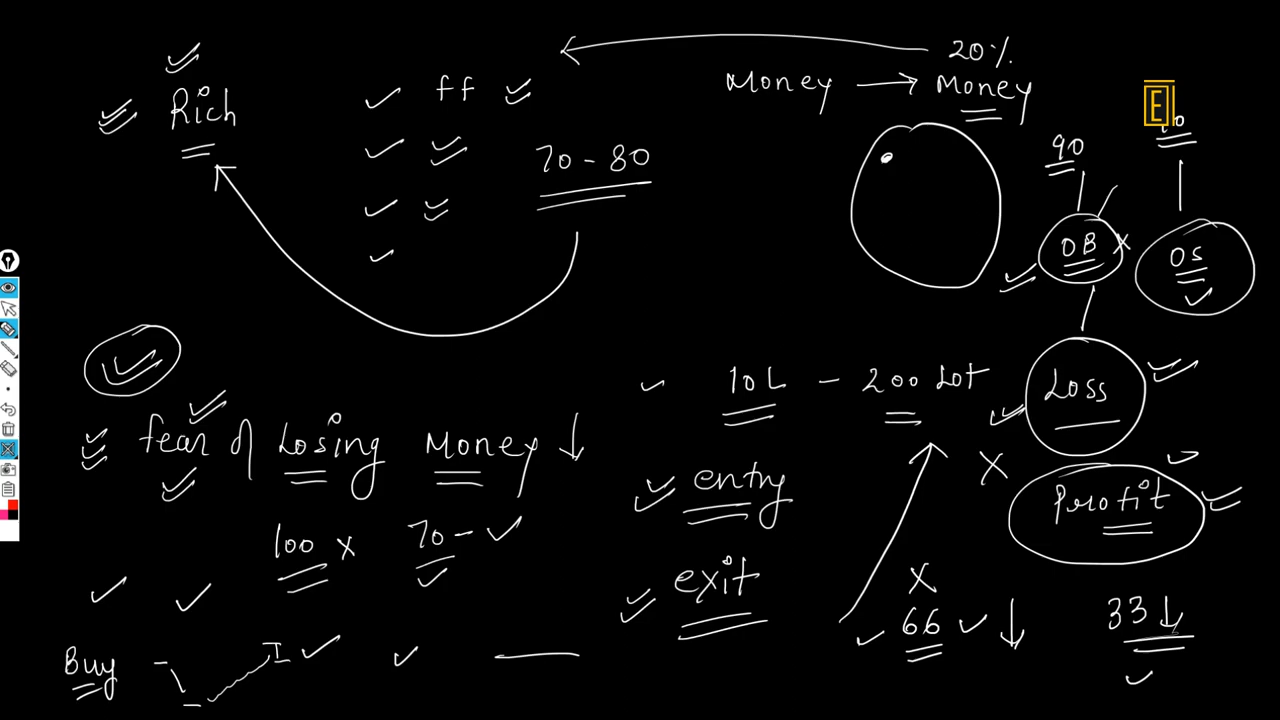 20%
Rich
ff
Money → Money
E
90
70 - 80
OB x
OS
10L - 200 Lot
Loss
fear of Losing Money ↓
x
entry
Profit
100 x 70 -
exit
x
66 ↓
33 ↓
Buy